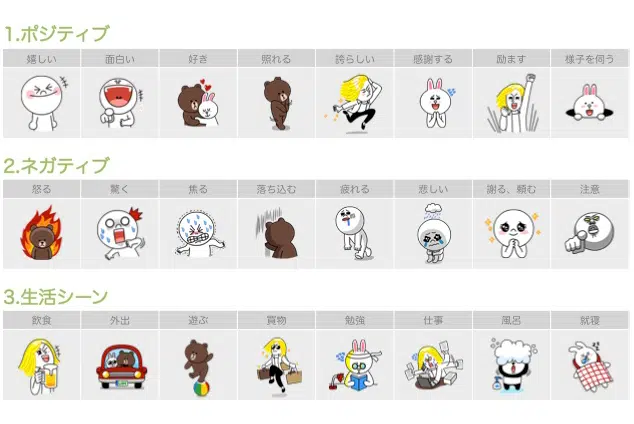 1.ポジティブ
嬉しい 面白い 好き 照れる 誇らしい 感謝する 励ます 様子を伺う
2.ネガティブ
怒る 驚く 焦る 落ち込む 疲れる 悲しい 謝る、頼む 注意
3.生活シーン
飲食 外出 遊ぶ 買物 勉強 仕事 風呂 就寝